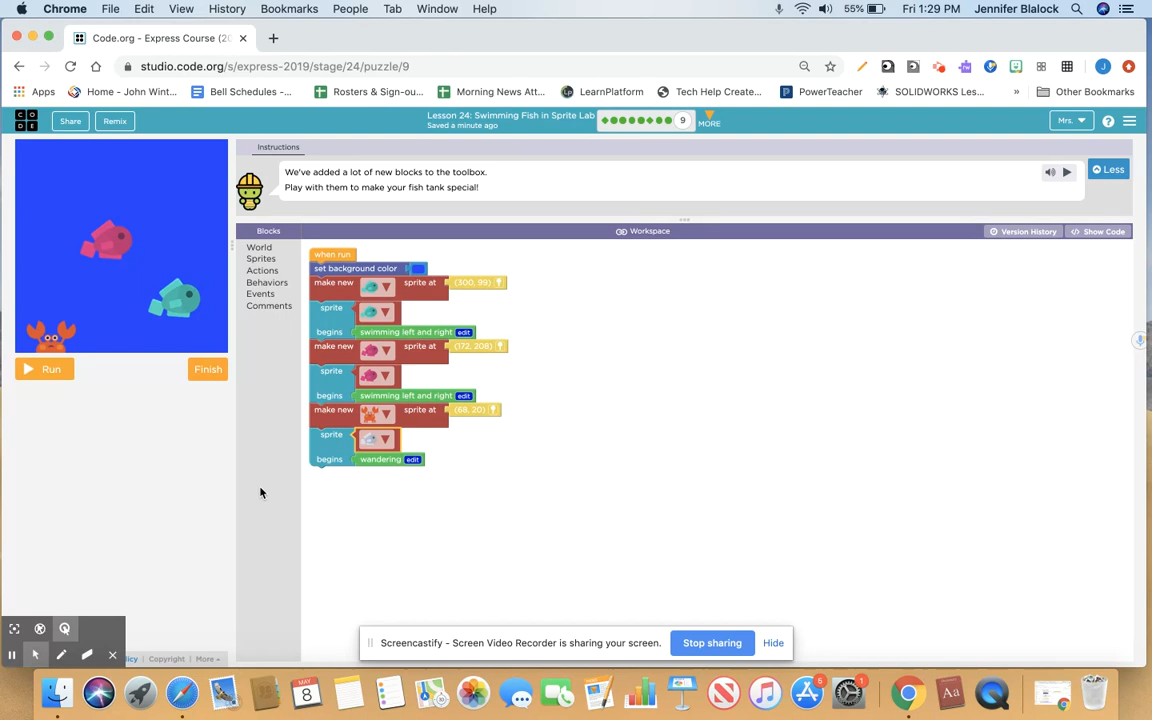 Chrome File Edit View History Bookmarks People Tab Window Help 55% Fri 1:29 PM Jennifer Blalock
Code.org - Express Course (20
studio.code.org/s/express-2019/stage/24/puzzle/9
Apps Home - John Wint... Bell Schedules -... Rosters & Sign-ou... Morning News Att... LearnPlatform Tech Help Create... PowerTeacher SOLIDWORKS Les... » Other Bookmarks
CODE Share Remix Lesson 24: Swimming Fish in Sprite Lab 9 MORE Mrs.
Saved a minute ago
Instructions
We've added a lot of new blocks to the toolbox.
Play with them to make your fish tank special!
Less
Blocks Workspace Version History Show Code
World
Sprites
Actions
Behaviors
Events
Comments
when run
set background color
make new sprite at (300, 99)
sprite
begins swimming left and right edit
make new sprite at (172, 208)
sprite
begins swimming left and right edit
make new sprite at (68, 20)
sprite
begins wandering edit
Run Finish
Screencastify - Screen Video Recorder is sharing your screen. Stop sharing Hide
Copyright More
MAY
8
Aa
5
1